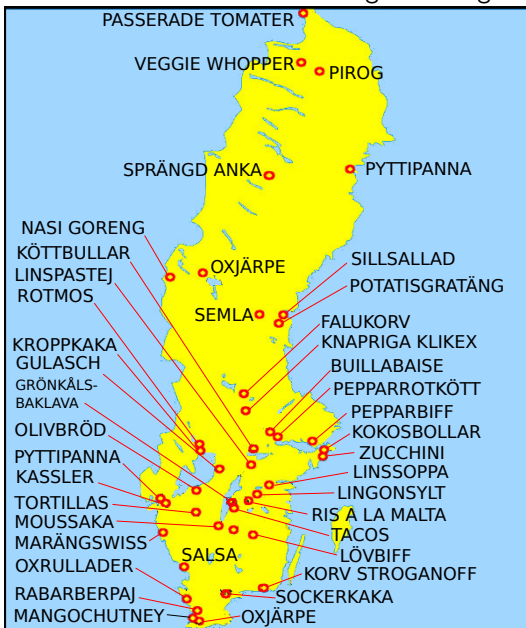 PASSERADE TOMATER
VEGGIE WHOPPER
PIROG
SPRÄNGD ANKA
PYTTIPANNA
NASI GORENG
KÖTTBULLAR
LINSPASTEJ
OXJÄRPE
SILLSALLAD
ROTMOS
POTATISGRATÄNG
SEMLA
FALUKORV
KROPPKAKA
KNAPRIGA KLIKEX
GULASCH
BUILLABAISE
GRÖNKÅLS-
BAKLAVA
PEPPARROTKÖTT
OLIVBRÖD
PEPPARBIFF
KOKOSBOLLAR
PYTTIPANNA
ZUCCHINI
KASSLER
LINSSOPPA
TORTILLAS
LINGONSYLT
MOUSSAKA
RIS A LA MALTA
MARÄNGSWISS
TACOS
SALSA
LÖVBIFF
OXRULLADER
KORV STROGANOFF
RABARBERPAJ
SOCKERKAKA
MANGOCHUTNEY
OXJÄRPE